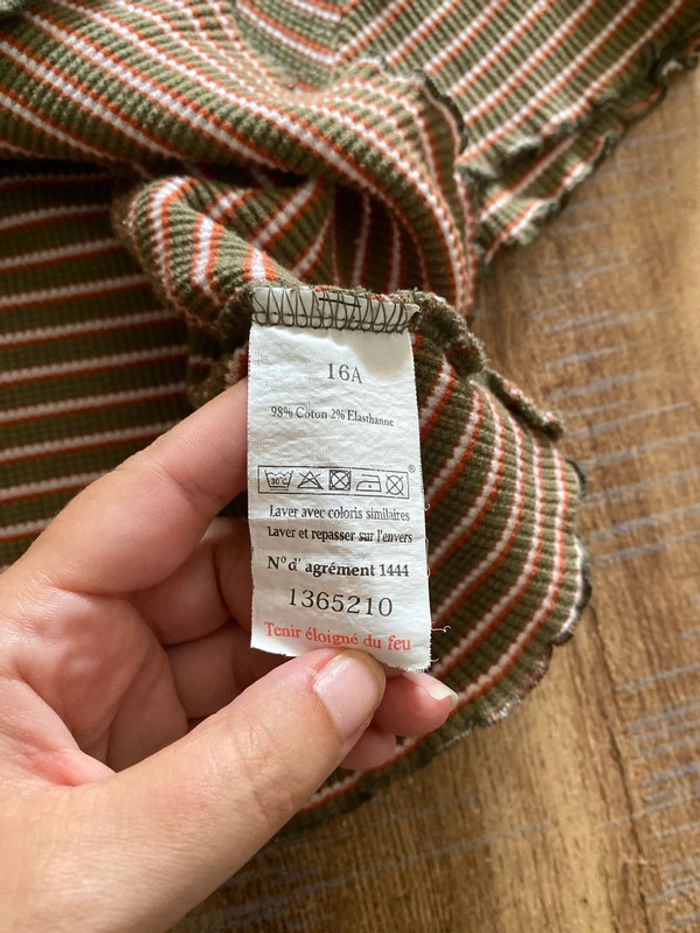 16A
98% Coton 2% Elasthanne
30°C
®
Laver avec coloris similaires
Laver et repasser sur l'envers
N° d' agrément 1444
1365210
Tenir éloigné du feu